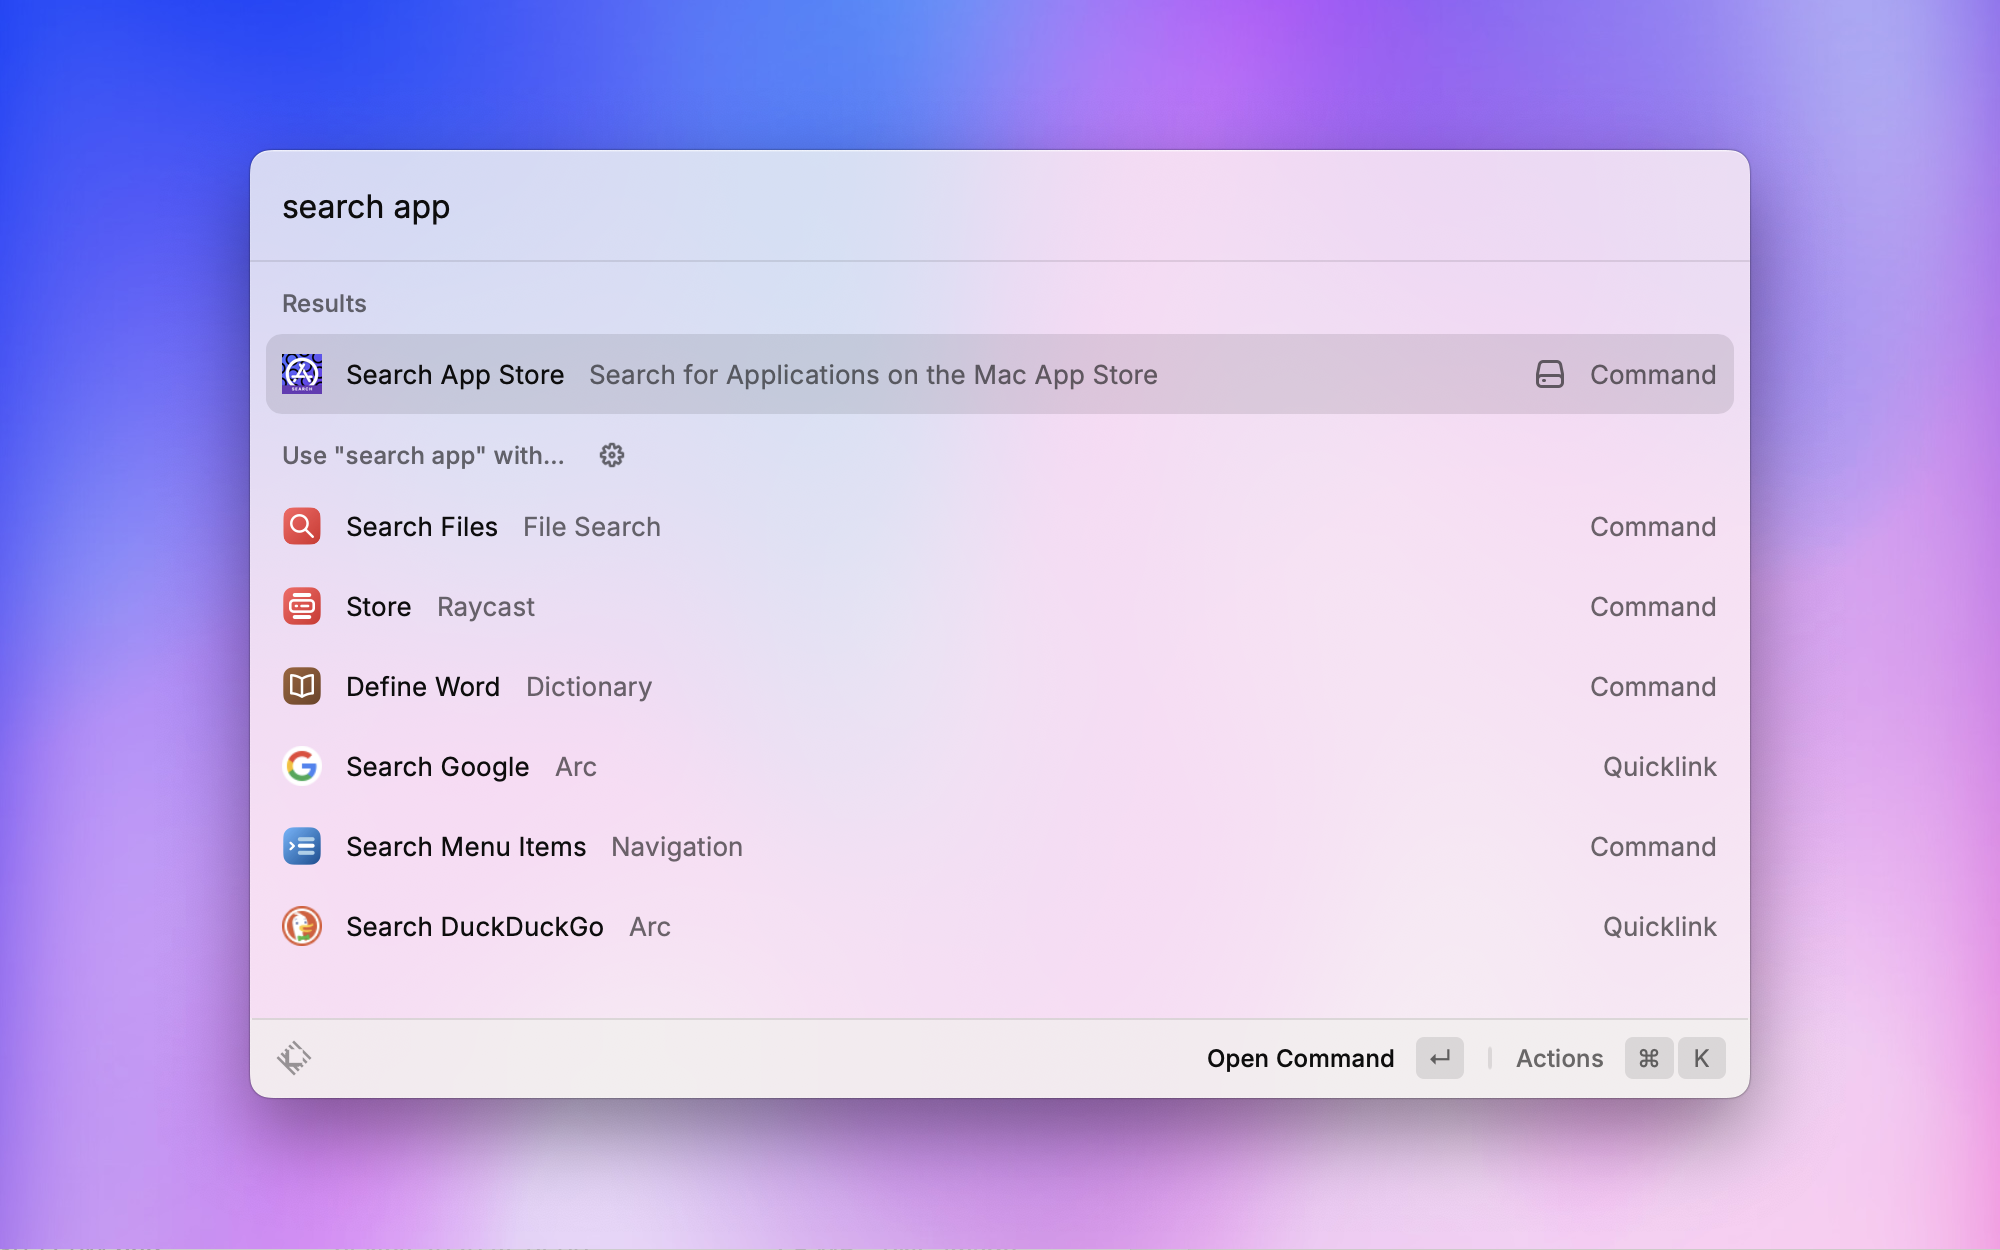 search app
Results
Search App Store Search for Applications on the Mac App Store Command
Use "search app" with...
Search Files File Search Command
Store Raycast Command
Define Word Dictionary Command
Search Google Arc Quicklink
Search Menu Items Navigation Command
Search DuckDuckGo Arc Quicklink
Open Command ↵ | Actions ⌘ K